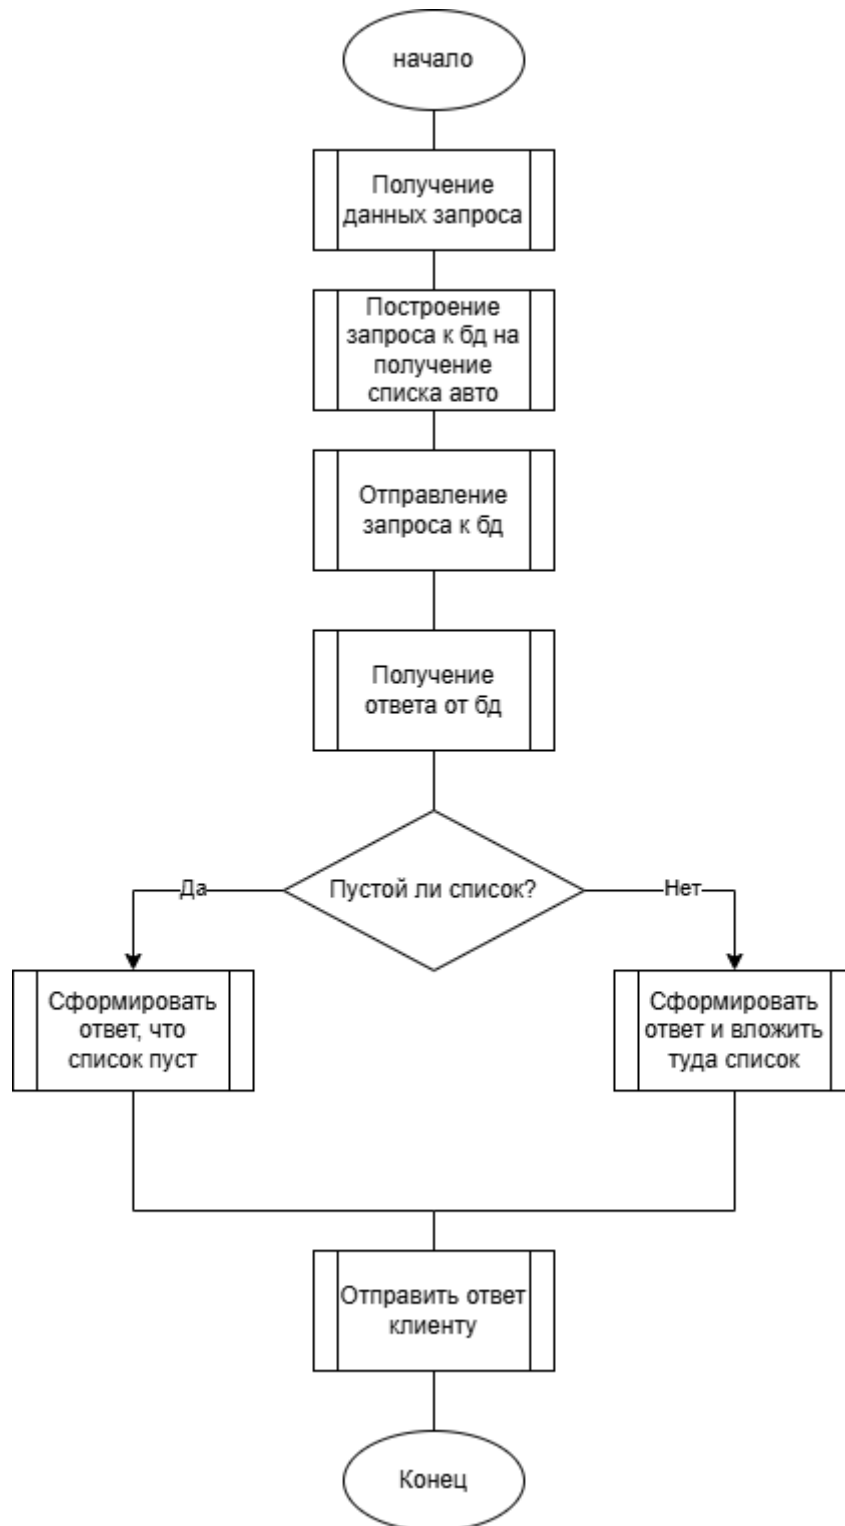 начало
Получение
данных запроса
Построение
запроса к бд на
получение
списка авто
Отправление
запроса к бд
Получение
ответа от бд
Да
Пустой ли список?
Нет
Сформировать
ответ, что
список пуст
Сформировать
ответ и вложить
туда список
Отправить ответ
клиенту
Конец